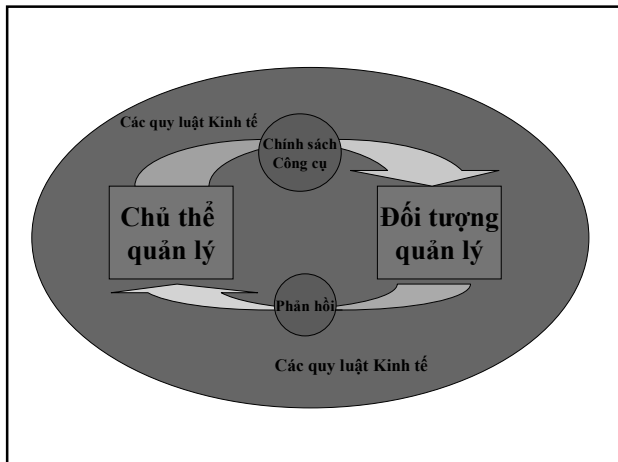 Các quy luật Kinh tế
Chính sách
Công cụ
Chủ thể
quản lý
Đối tượng
quản lý
Phản hồi
Các quy luật Kinh tế